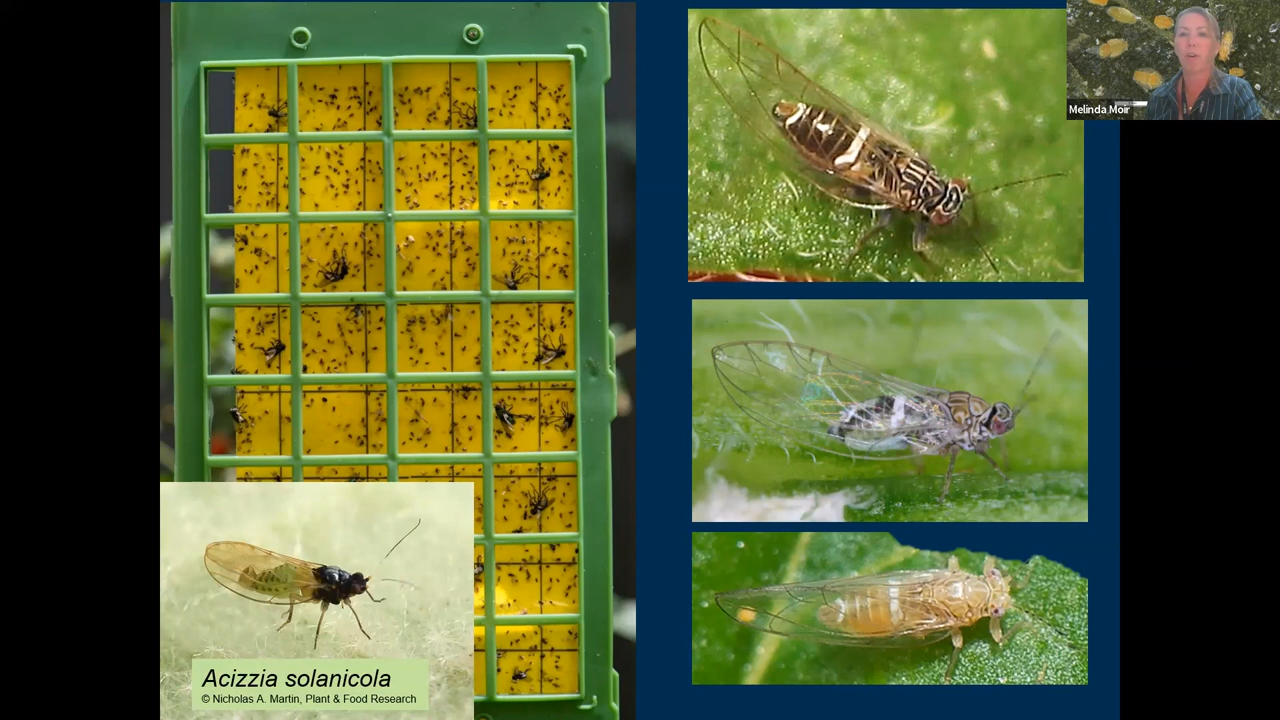 Melinda Moir
Acizzia solanicola
© Nicholas A. Martin, Plant & Food Research